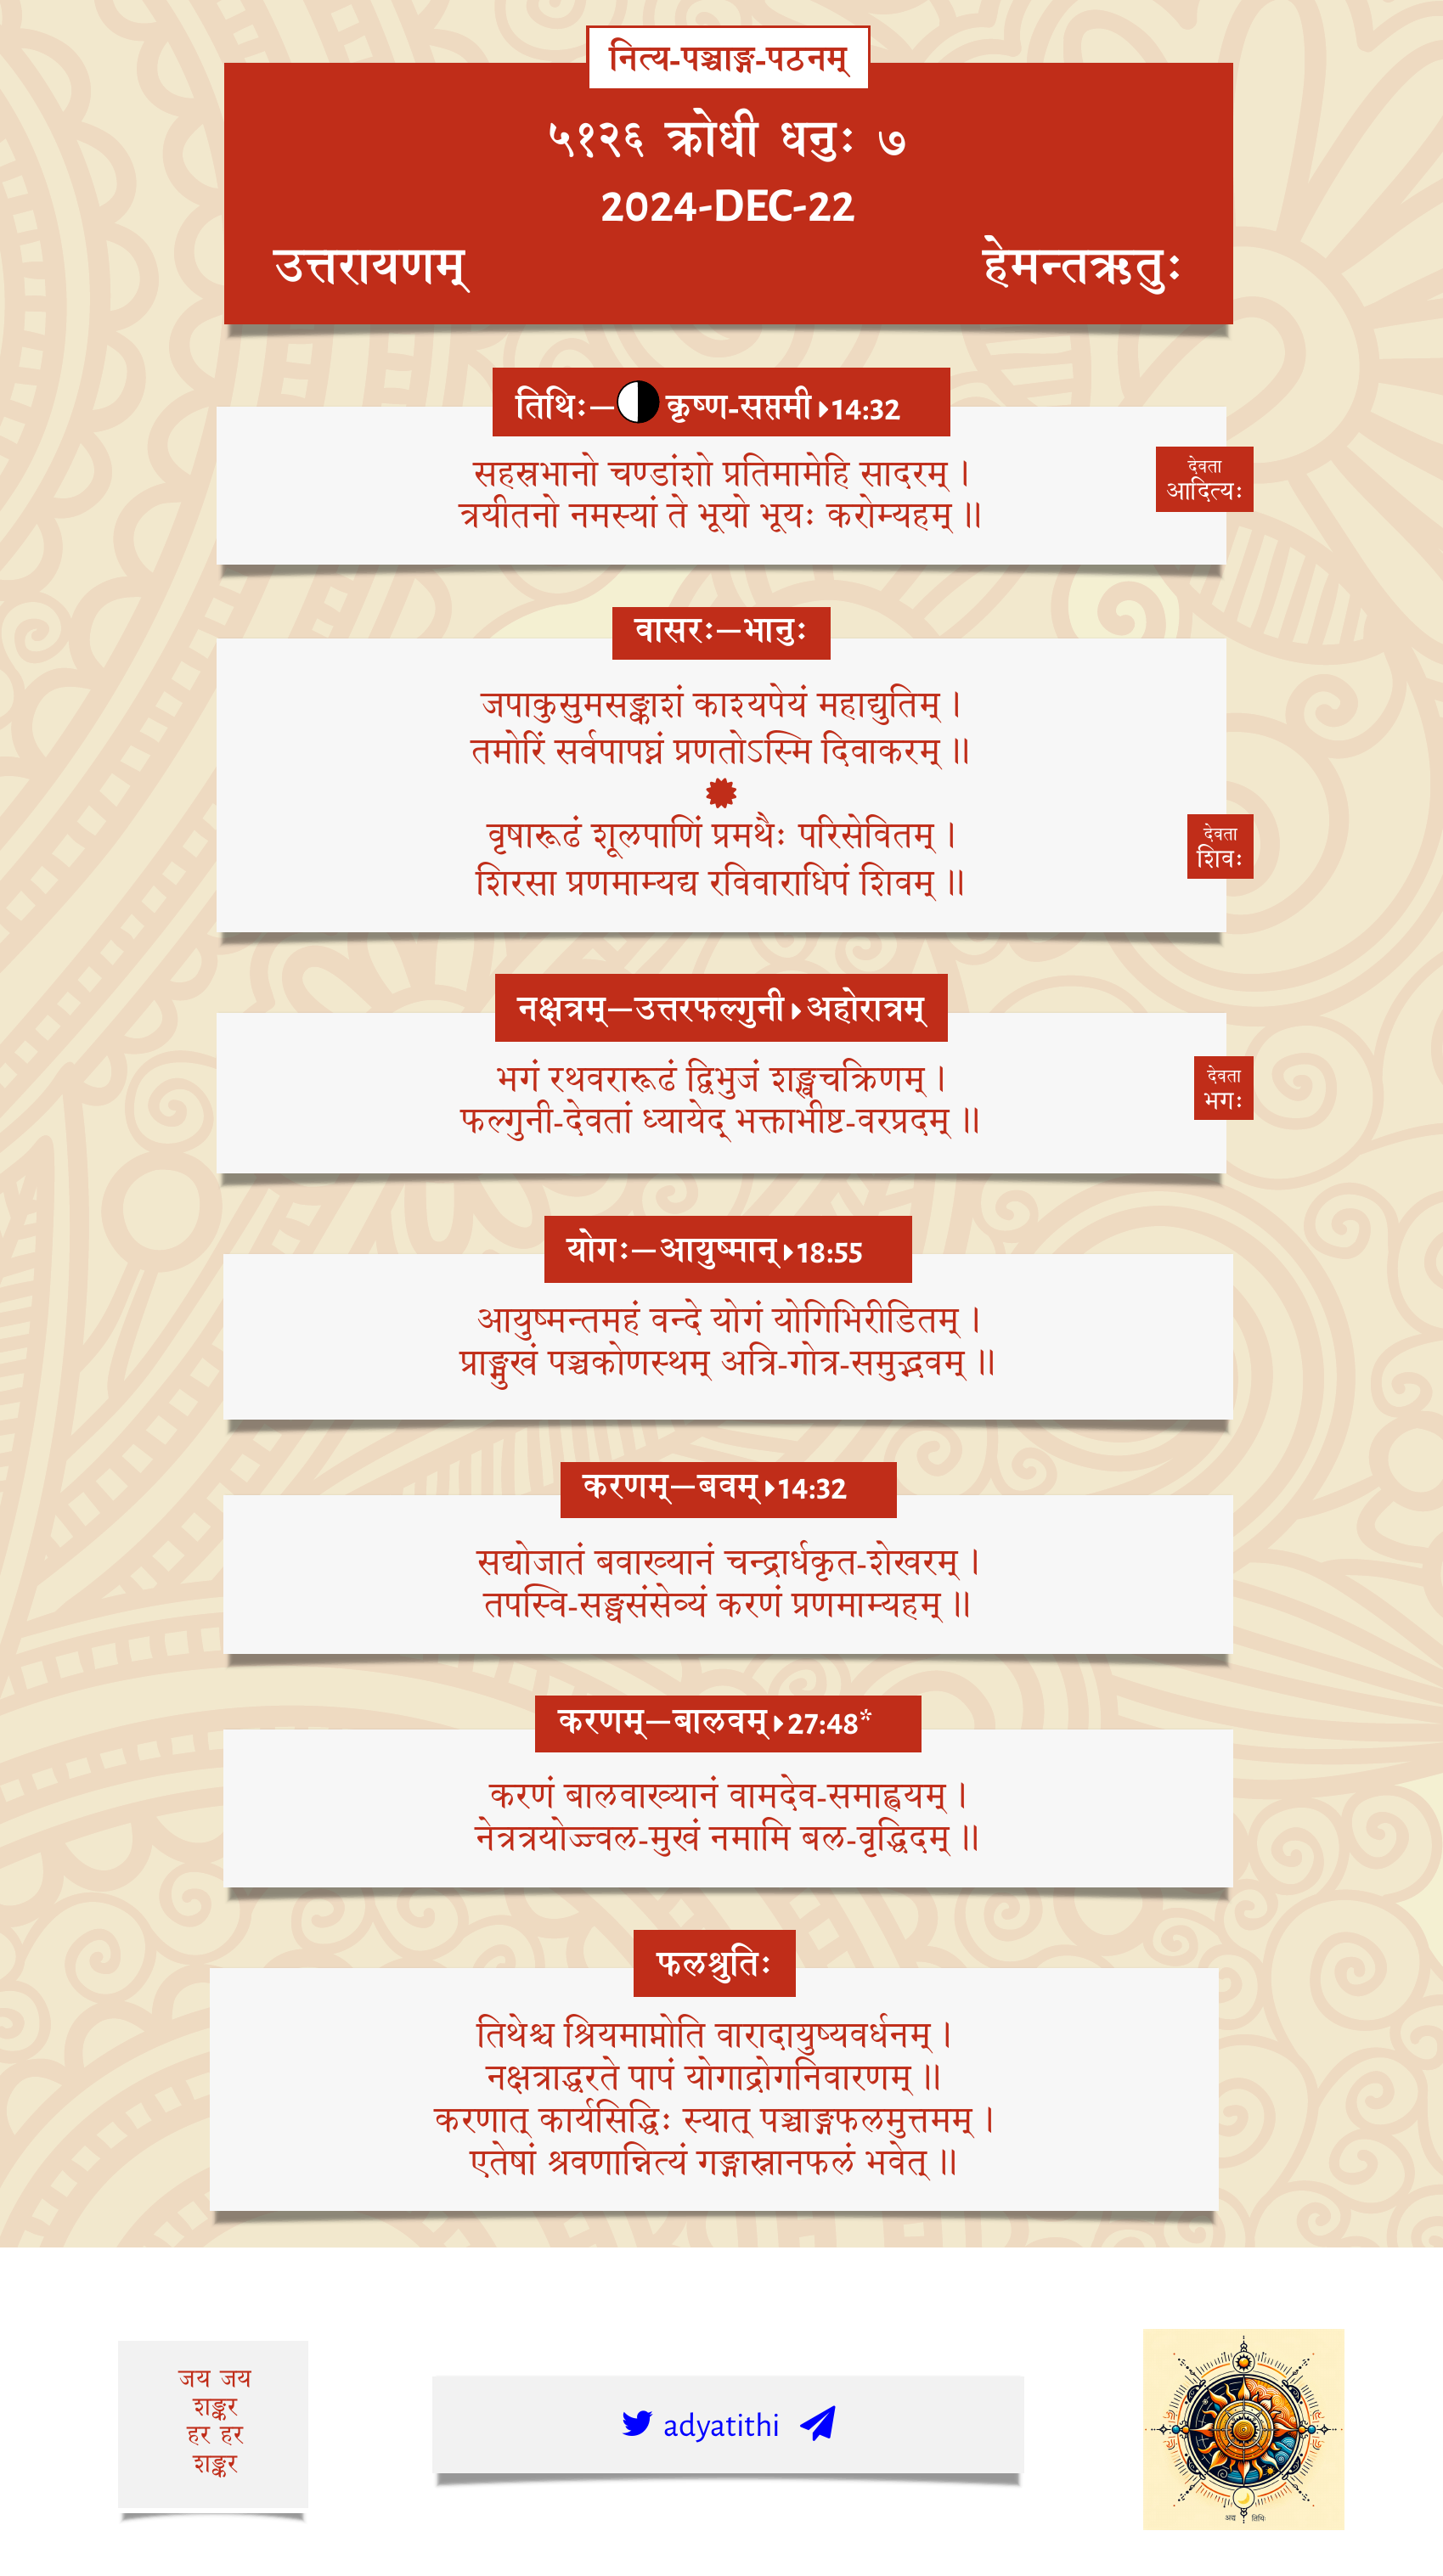 नित्य-पञ्चाङ्ग-पठनम्
५१२६ क्रोधी धनुः ७
2024-DEC-22
उत्तरायणम्
हेमन्तऋतुः
तिथिः—कृष्ण-सप्तमी▸14:32
सहस्रभानो चण्डांशो प्रतिमामेहि सादरम् ।
त्रयीतनो नमस्यां ते भूयो भूयः करोम्यहम् ॥
देवता
आदित्यः
वासरः—भानुः
जपाकुसुमसङ्काशं काश्यपेयं महाद्युतिम् ।
तमोरिं सर्वपापघ्नं प्रणतोऽस्मि दिवाकरम् ॥
वृषारूढं शूलपाणिं प्रमथैः परिसेवितम् ।
शिरसा प्रणमाम्यद्य रविवाराधिपं शिवम् ॥
देवता
शिवः
नक्षत्रम्—उत्तरफल्गुनी▸अहोरात्रम्
भगं रथवरारूढं द्विभुजं शङ्खचक्रिणम् ।
फल्गुनी-देवतां ध्यायेद् भक्ताभीष्ट-वरप्रदम् ॥
देवता
भगः
योगः—आयुष्मान्▸18:55
आयुष्मन्तमहं वन्दे योगं योगिभिरीडितम् ।
प्राङ्मुखं पञ्चकोणस्थम् अत्रि-गोत्र-समुद्भवम् ॥
करणम्—बवम्▸14:32
सद्योजातं बवाख्यानं चन्द्रार्धकृत-शेखरम् ।
तपस्वि-सङ्घसंसेव्यं करणं प्रणमाम्यहम् ॥
करणम्—बालवम्▸27:48*
करणं बालवाख्यानं वामदेव-समाह्वयम् ।
नेत्रत्रयोज्ज्वल-मुखं नमामि बल-वृद्धिदम् ॥
फलश्रुतिः
तिथेश्च श्रियमाप्नोति वारादायुष्यवर्धनम् ।
नक्षत्राद्धरते पापं योगाद्रोगनिवारणम् ॥
करणात् कार्यसिद्धिः स्यात् पञ्चाङ्गफलमुत्तमम् ।
एतेषां श्रवणान्नित्यं गङ्गास्नानफलं भवेत् ॥
जय जय
शङ्कर
हर हर
शङ्कर
adyatithi
अद्य तिथिः